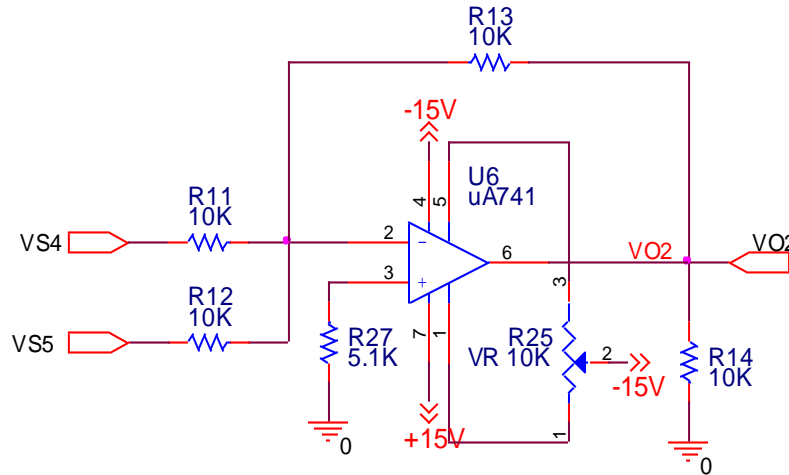 R13
10K
-15V
U6
uA741
4
5
R11
10K
VS4
2
-
6
VO2
VO2
3
+
3
R12
10K
VS5
R27
5.1K
7
1
R25
VR 10K
2
-15V
R14
10K
+15V
1
0
0